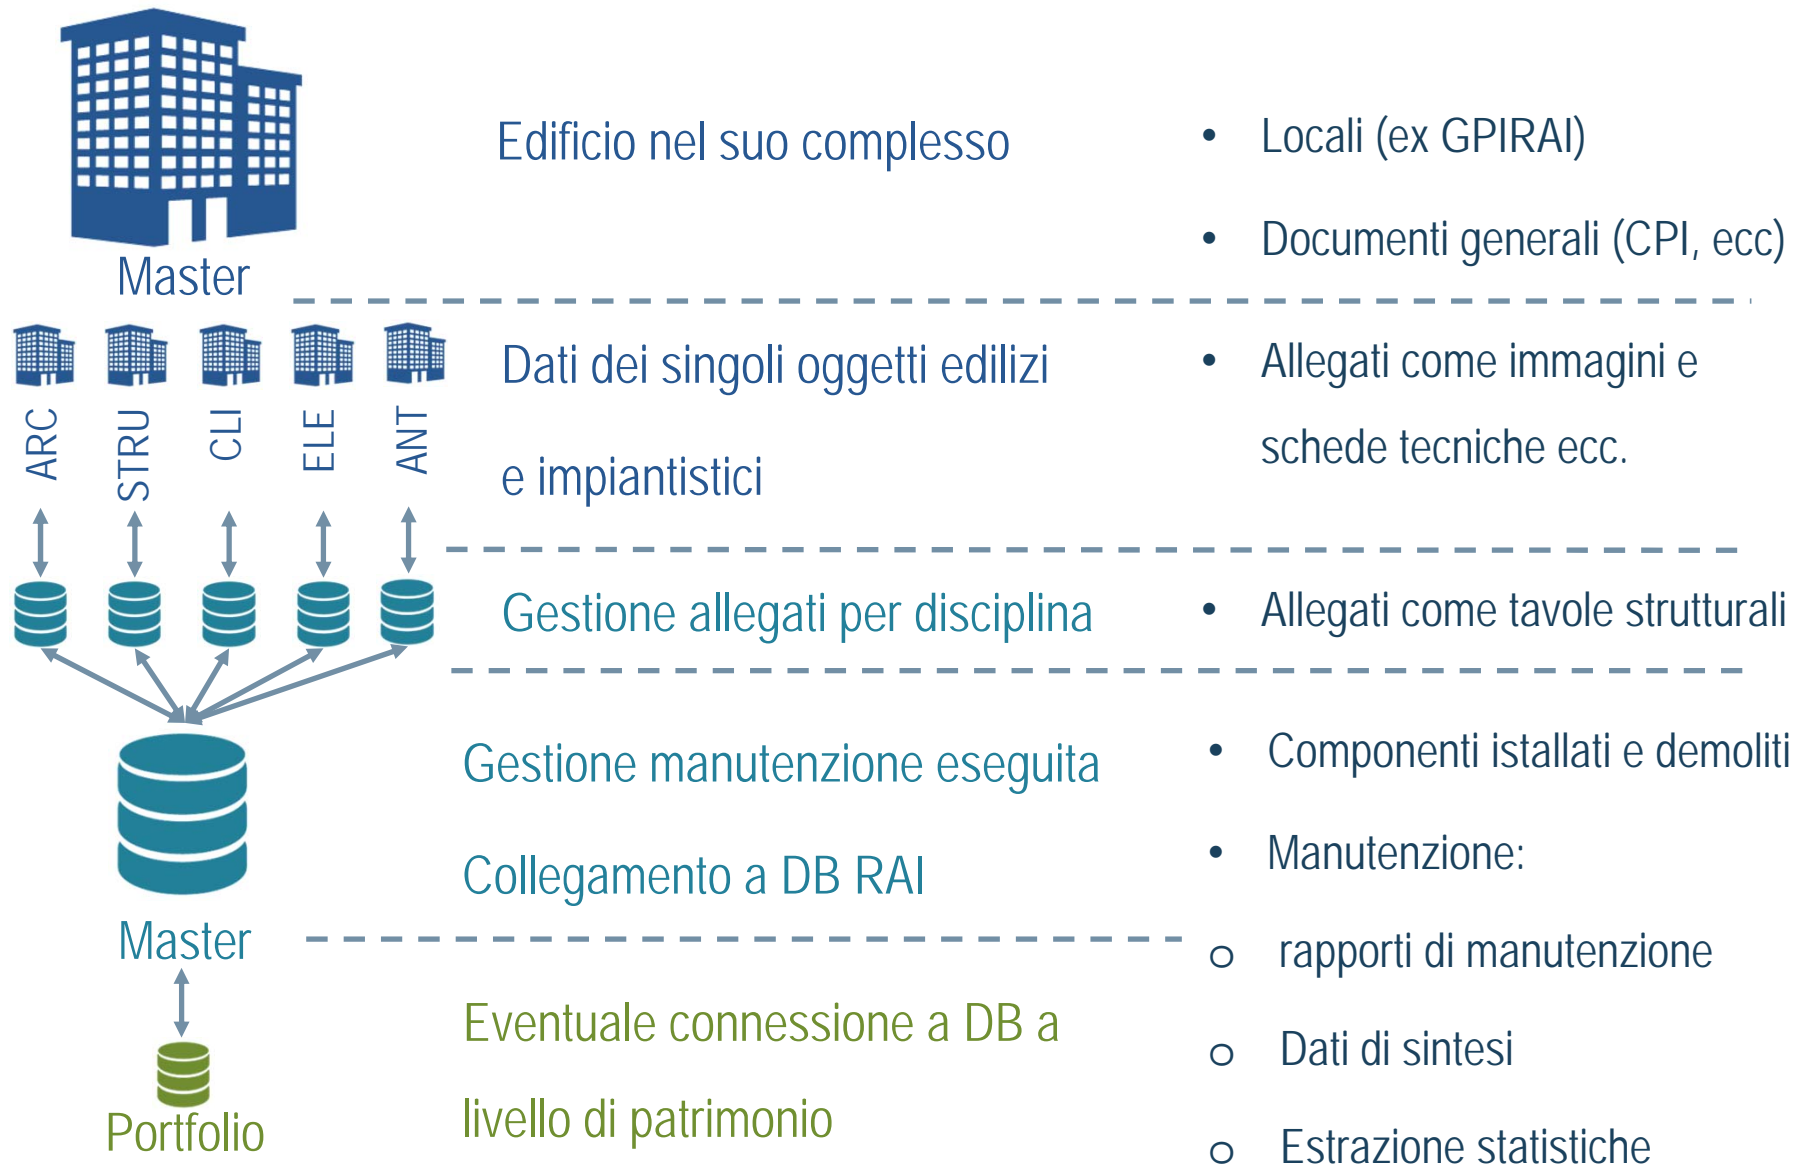 Master
Edificio nel suo complesso
• Locali (ex GPIRAI)
• Documenti generali (CPI, ecc)
ARC
STRU
CLI
ELE
ANT
Dati dei singoli oggetti edilizi
e impiantistici
• Allegati come immagini e
schede tecniche ecc.
Gestione allegati per disciplina
• Allegati come tavole strutturali
Master
Gestione manutenzione eseguita
Collegamento a DB RAI
• Componenti istallati e demoliti
• Manutenzione:
o rapporti di manutenzione
o Dati di sintesi
o Estrazione statistiche
Portfolio
Eventuale connessione a DB a
livello di patrimonio